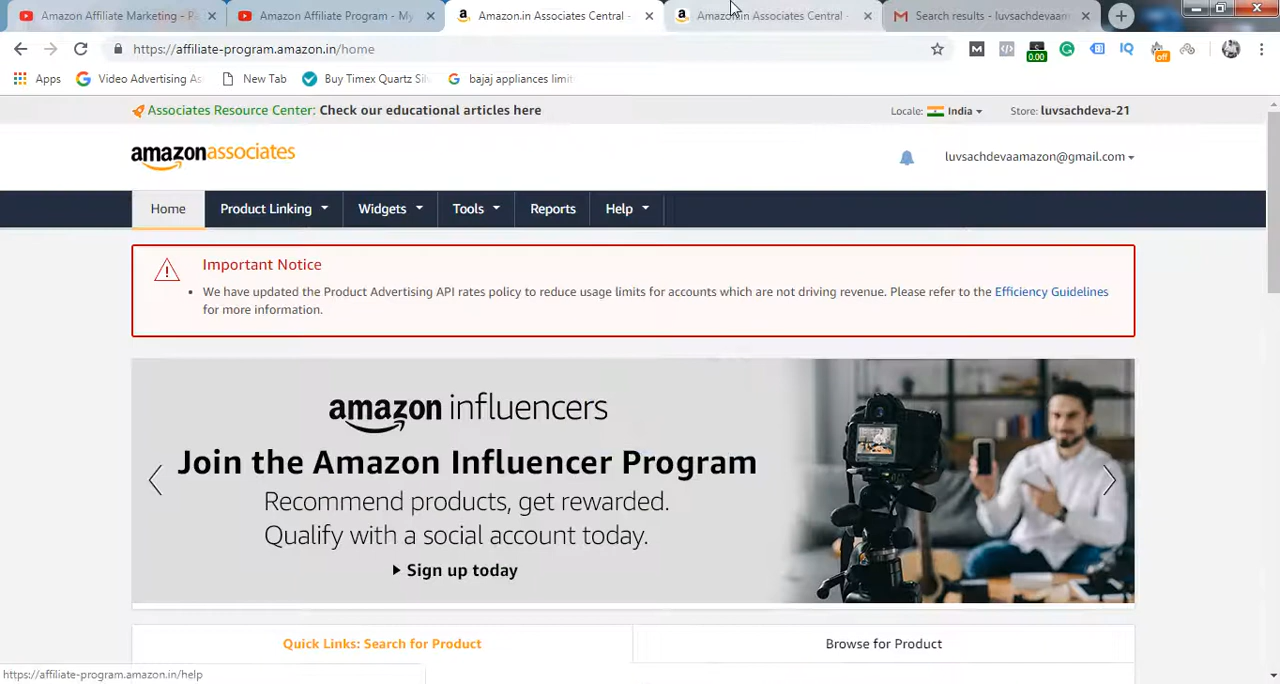 Amazon Affiliate Marketing - Pa
Amazon Affiliate Program - My
Amazon.in Associates Central -
Amazon.in Associates Central -
Search results - luvsachdevaam
https://affiliate-program.amazon.in/home
0.00
IQ
off
Apps
Video Advertising As
New Tab
Buy Timex Quartz Sil
bajaj appliances limit
Associates Resource Center: Check our educational articles here
Locale: India
Store: luvsachdeva-21
amazonassociates
luvsachdevaamazon@gmail.com
Home
Product Linking
Widgets
Tools
Reports
Help
Important Notice
• We have updated the Product Advertising API rates policy to reduce usage limits for accounts which are not driving revenue. Please refer to the Efficiency Guidelines
for more information.
amazon influencers
Join the Amazon Influencer Program
Recommend products, get rewarded.
Qualify with a social account today.
Sign up today
Quick Links: Search for Product
Browse for Product
https://affiliate-program.amazon.in/help